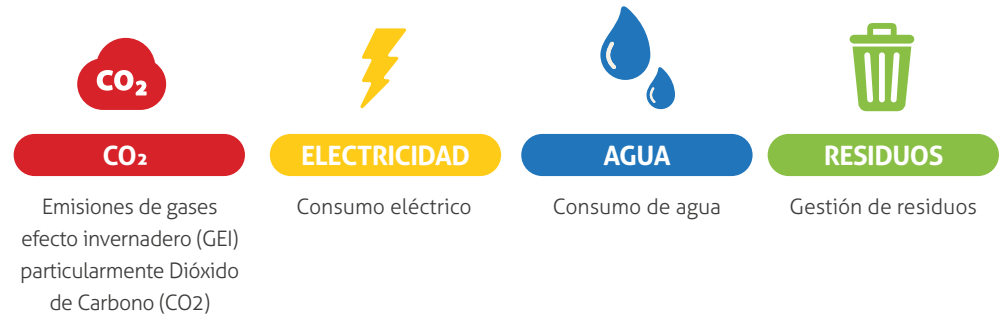 CO₂
CO₂
Emisiones de gases
efecto invernadero (GEI)
particularmente Dióxido
de Carbono (CO2)
ELECTRICIDAD
Consumo eléctrico
AGUA
Consumo de agua
RESIDUOS
Gestión de residuos